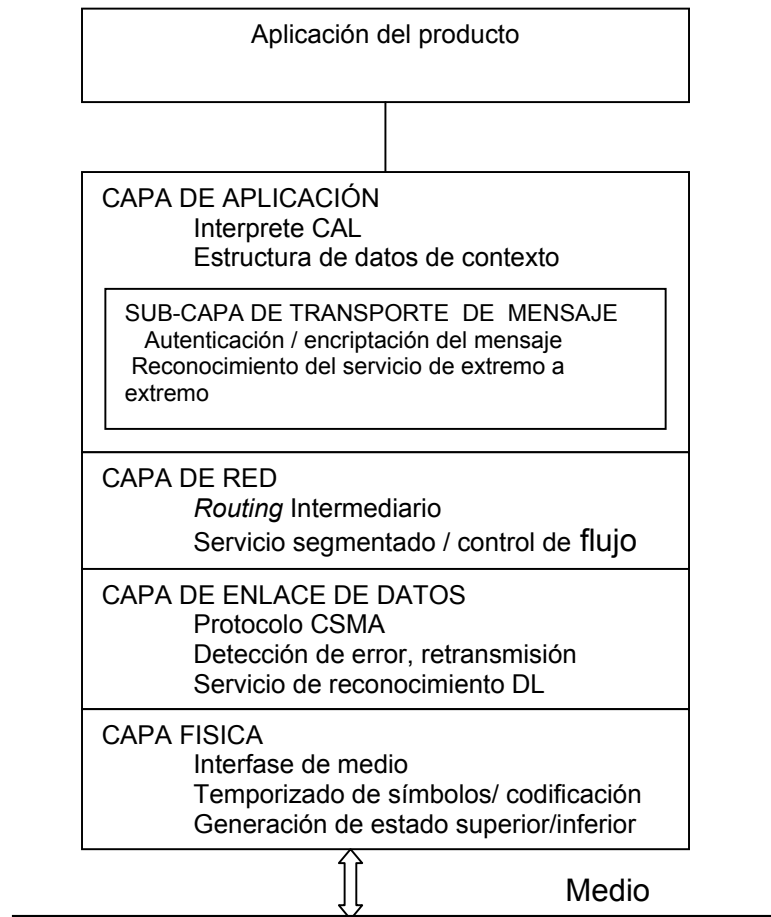 Aplicación del producto
CAPA DE APLICACIÓN
Interprete CAL
Estructura de datos de contexto
SUB-CAPA DE TRANSPORTE DE MENSAJE
Autenticación / encriptación del mensaje
Reconocimiento del servicio de extremo a
extremo
CAPA DE RED
Routing Intermediario
Servicio segmentado / control de flujo
CAPA DE ENLACE DE DATOS
Protocolo CSMA
Detección de error, retransmisión
Servicio de reconocimiento DL
CAPA FISICA
Interfase de medio
Temporizado de símbolos/ codificación
Generación de estado superior/inferior
Medio